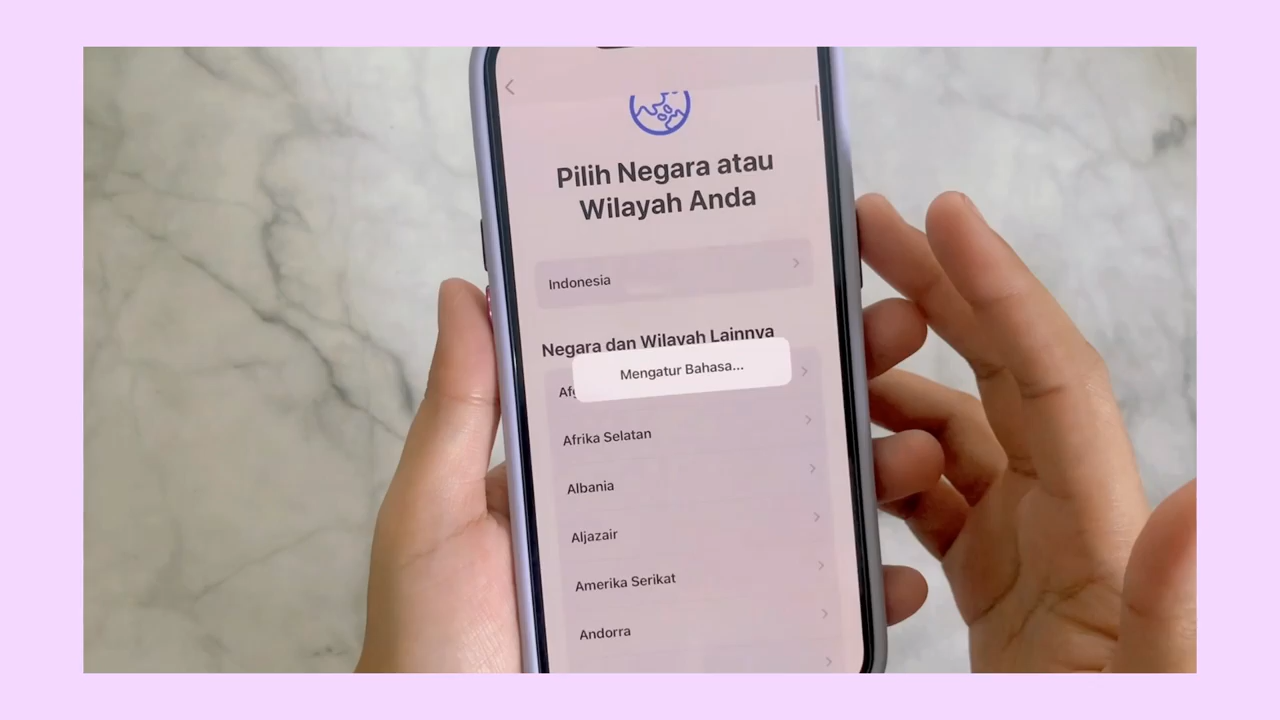 Pilih Negara atau
Wilayah Anda
Indonesia
Negara dan Wilayah Lainnya
Mengatur Bahasa...
Afrika Selatan
Albania
Aljazair
Amerika Serikat
Andorra